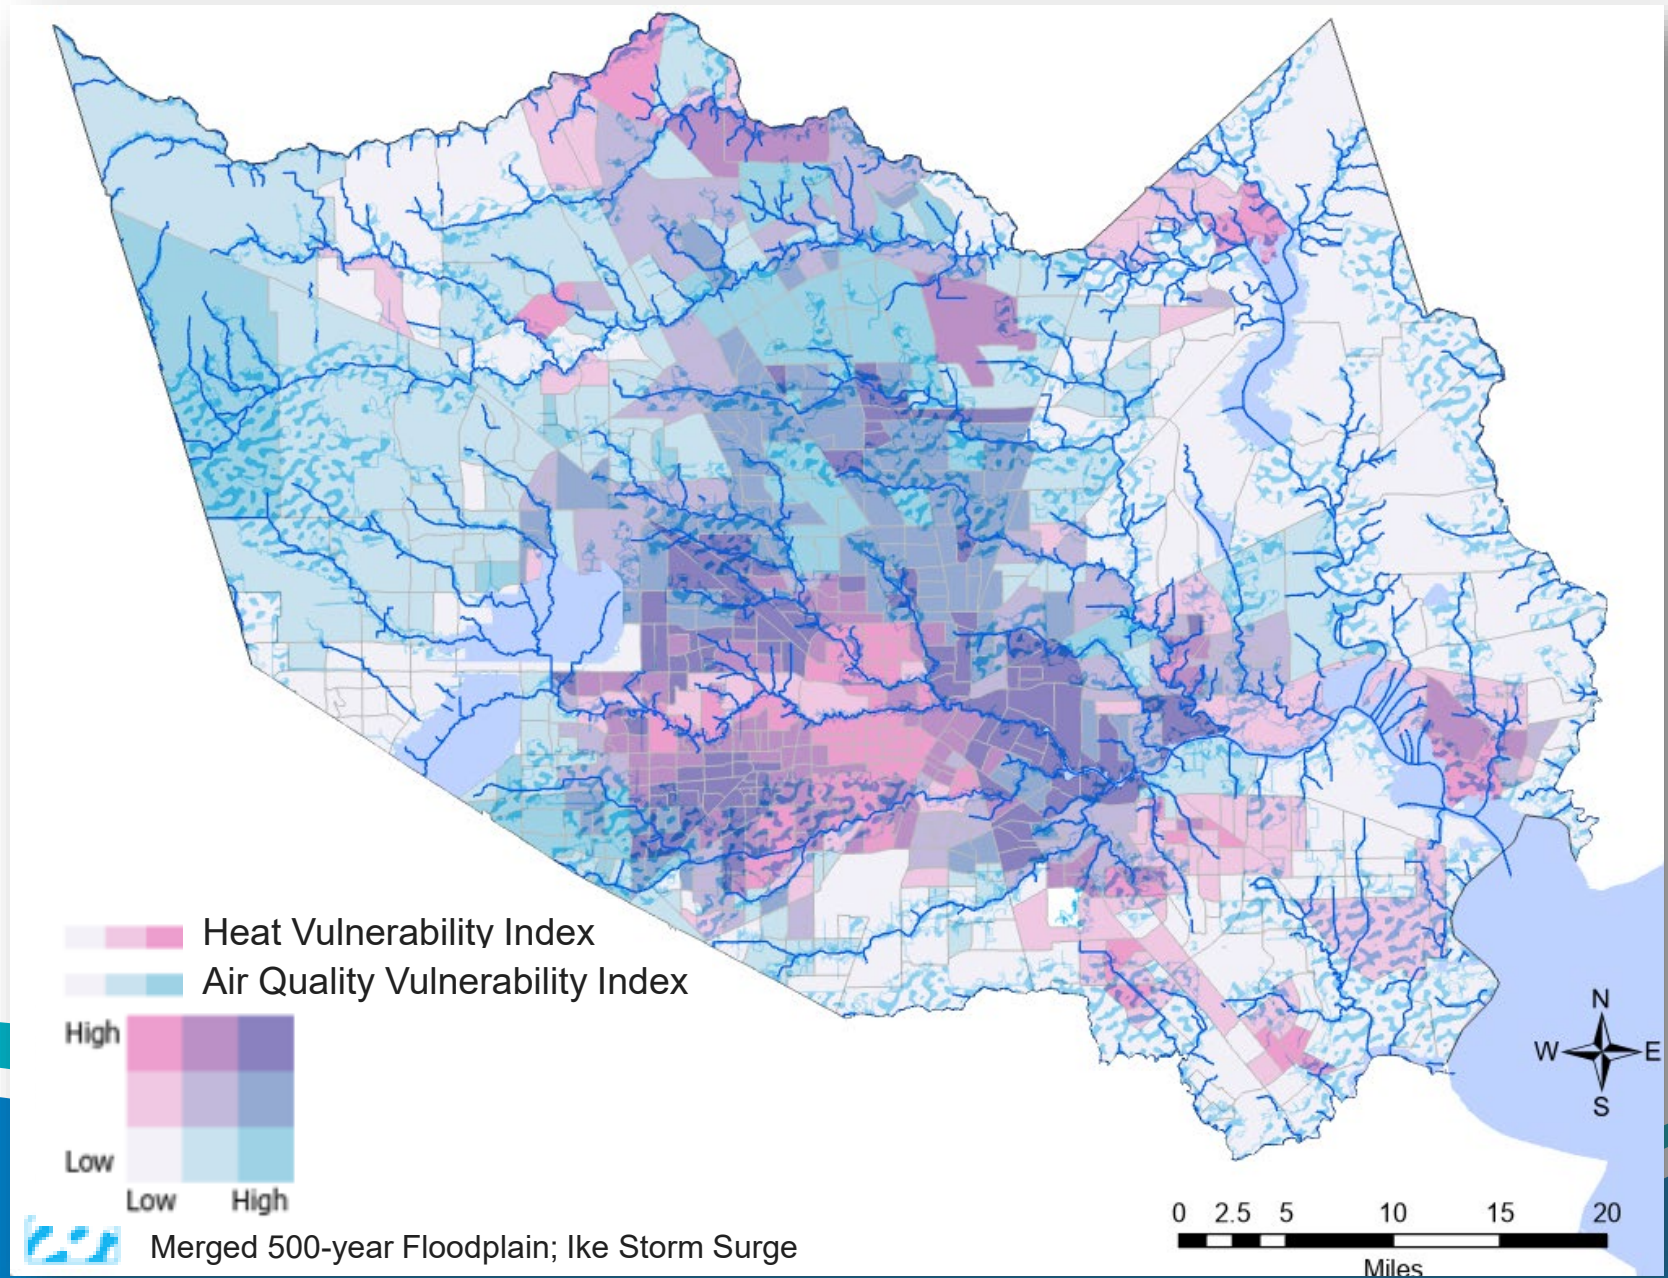 Heat Vulnerability Index
Air Quality Vulnerability Index
High
Low
Low High
Merged 500-year Floodplain; Ike Storm Surge
N
W E
S
0 2.5 5 10 15 20
Miles